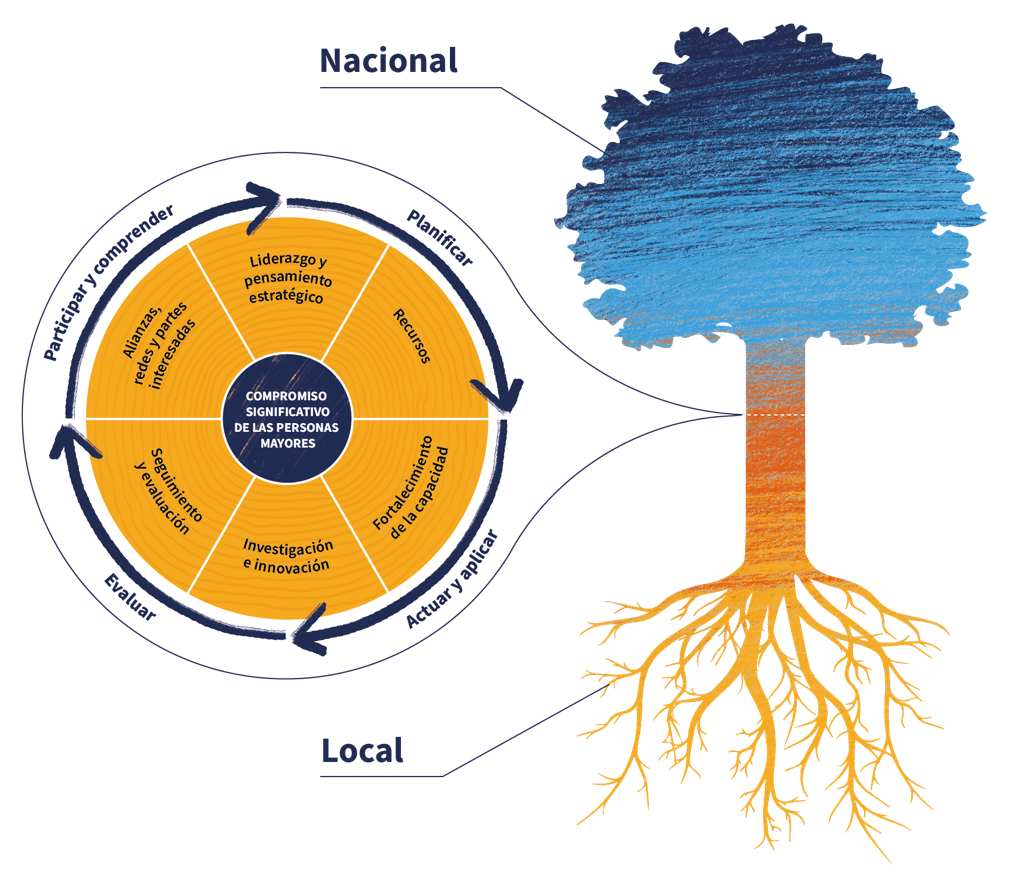 Nacional
Participar y comprender
Planificar
Actuar y aplicar
Evaluar
Liderazgo y
pensamiento
estratégico
Recursos
Fortalecimiento
de la capacidad
Investigación
e innovación
Seguimiento
y evaluación
Alianzas,
redes y partes
interesadas
COMPROMISO
SIGNIFICATIVO
DE LAS PERSONAS
MAYORES
Local